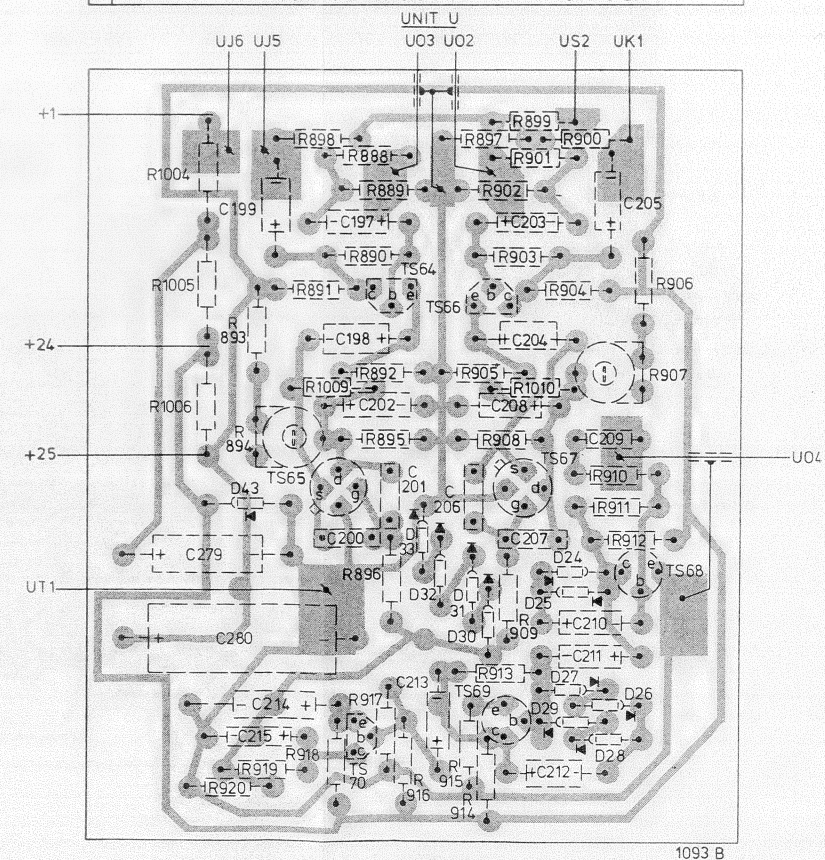 UNIT U
UJ6 UJ5 UO3 UO2 US2 UK1
+1
R899
R898 R897 R900
R888 R901
R1004
R889 R902
C199 C205
C197 + + C203
R890 R903
TS64
R1005 R891 c b e TS66 e b c R904 R906
R 893
C198 + + C204
+24
R892 R905 R907
R1009 R1010
R1006 + C202 C208 +
R 894 R895 R908 C209
+25 UO4
TS65 s d g C 201 TS67 s d g R910
D43 C 206 R911
C200 D 33 C207 R912
+ C279 D24 c e b TS68
R896
UT1 D32 D 31 D25
+ C280 - D30 R 909 + C210
C211 +
R913 D27
C213 TS69 D26
C214 + R917 e b c D29
C215 + e b c
R918 D28
R919 TS 70 R 915 + C212
R920 R 916 R 914
1093 B